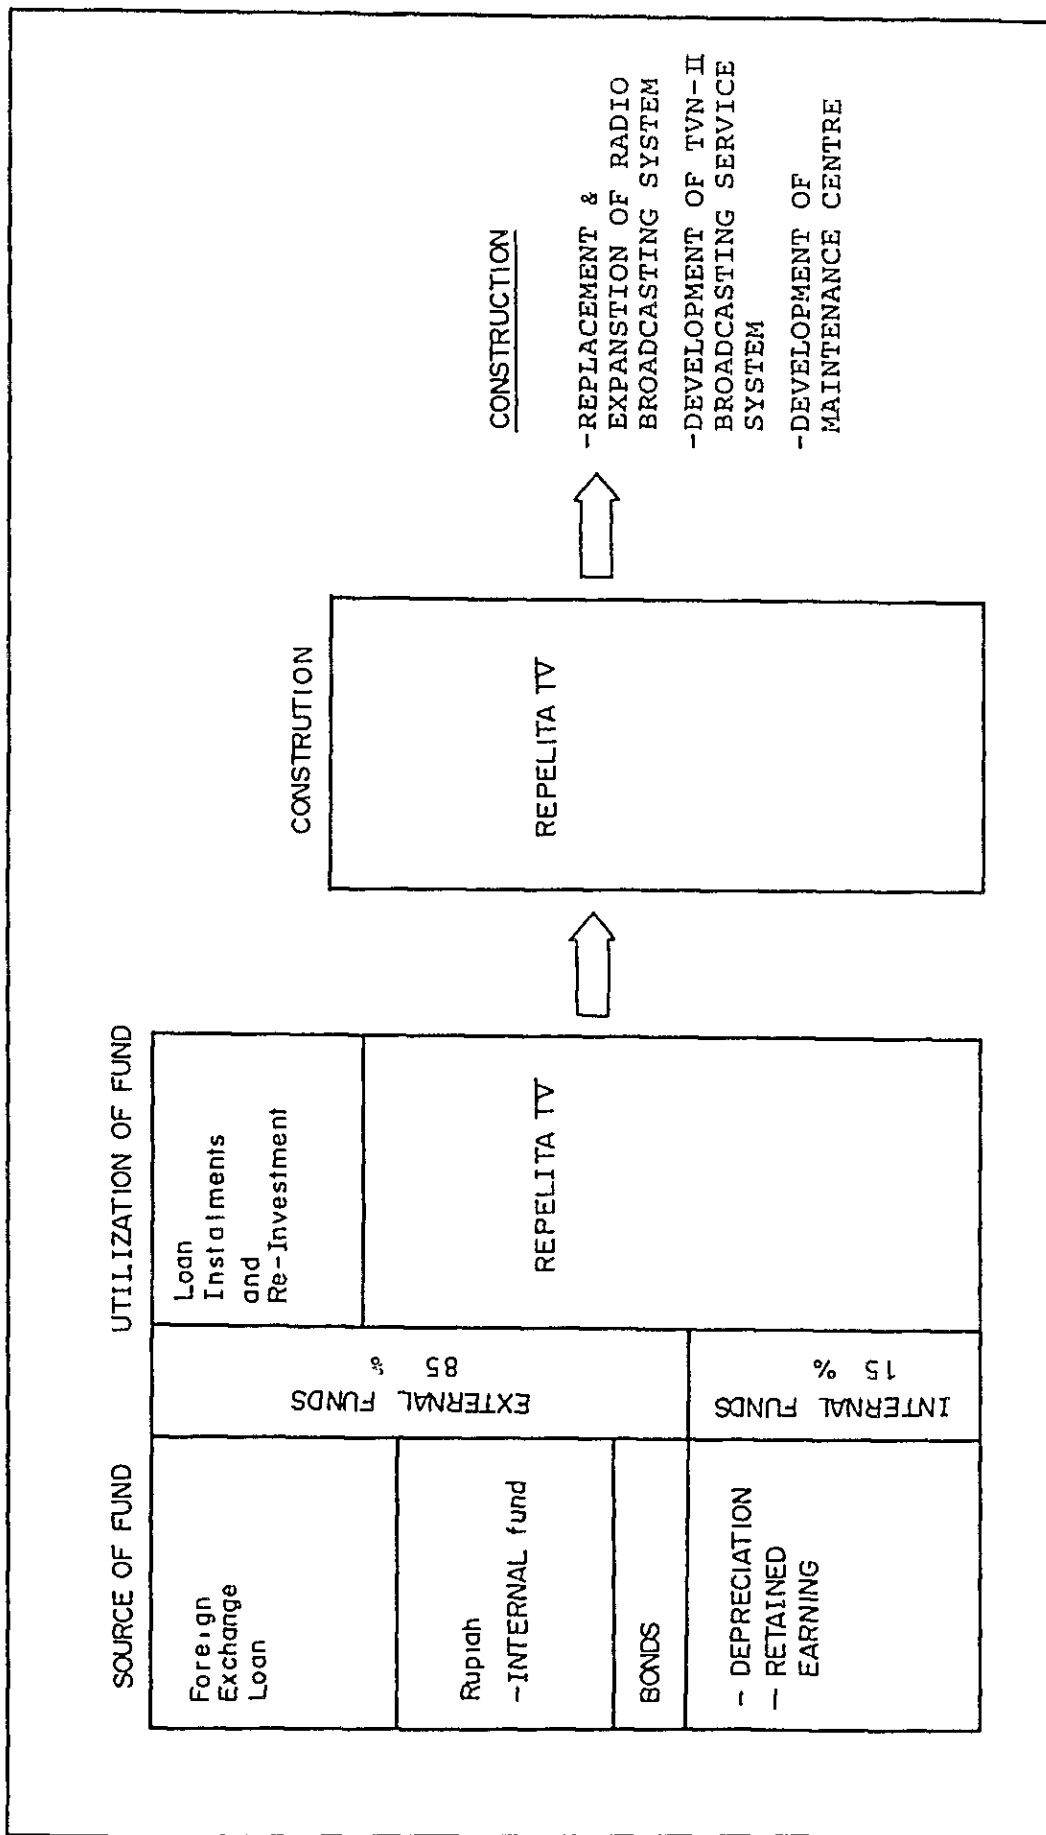 SOURCE OF FUND
Foreign
Exchange
Loan
Rupiah
-INTERNAL fund
BONDS
- DEPRECIATION
- RETAINED
EARNING
EXTERNAL FUNDS
85 %
INTERNAL FUNDS
15 %
UTILIZATION OF FUND
Loan
Instalments
and
Re-Investment
REPELITA TV
CONSTRUTION
REPELITA TV
CONSTRUCTION
-REPLACEMENT &
EXPANSTION OF RADIO
BROADCASTING SYSTEM
-DEVELOPMENT OF TVN-II
BROADCASTING SERVICE
SYSTEM
-DEVELOPMENT OF
MAINTENANCE CENTRE